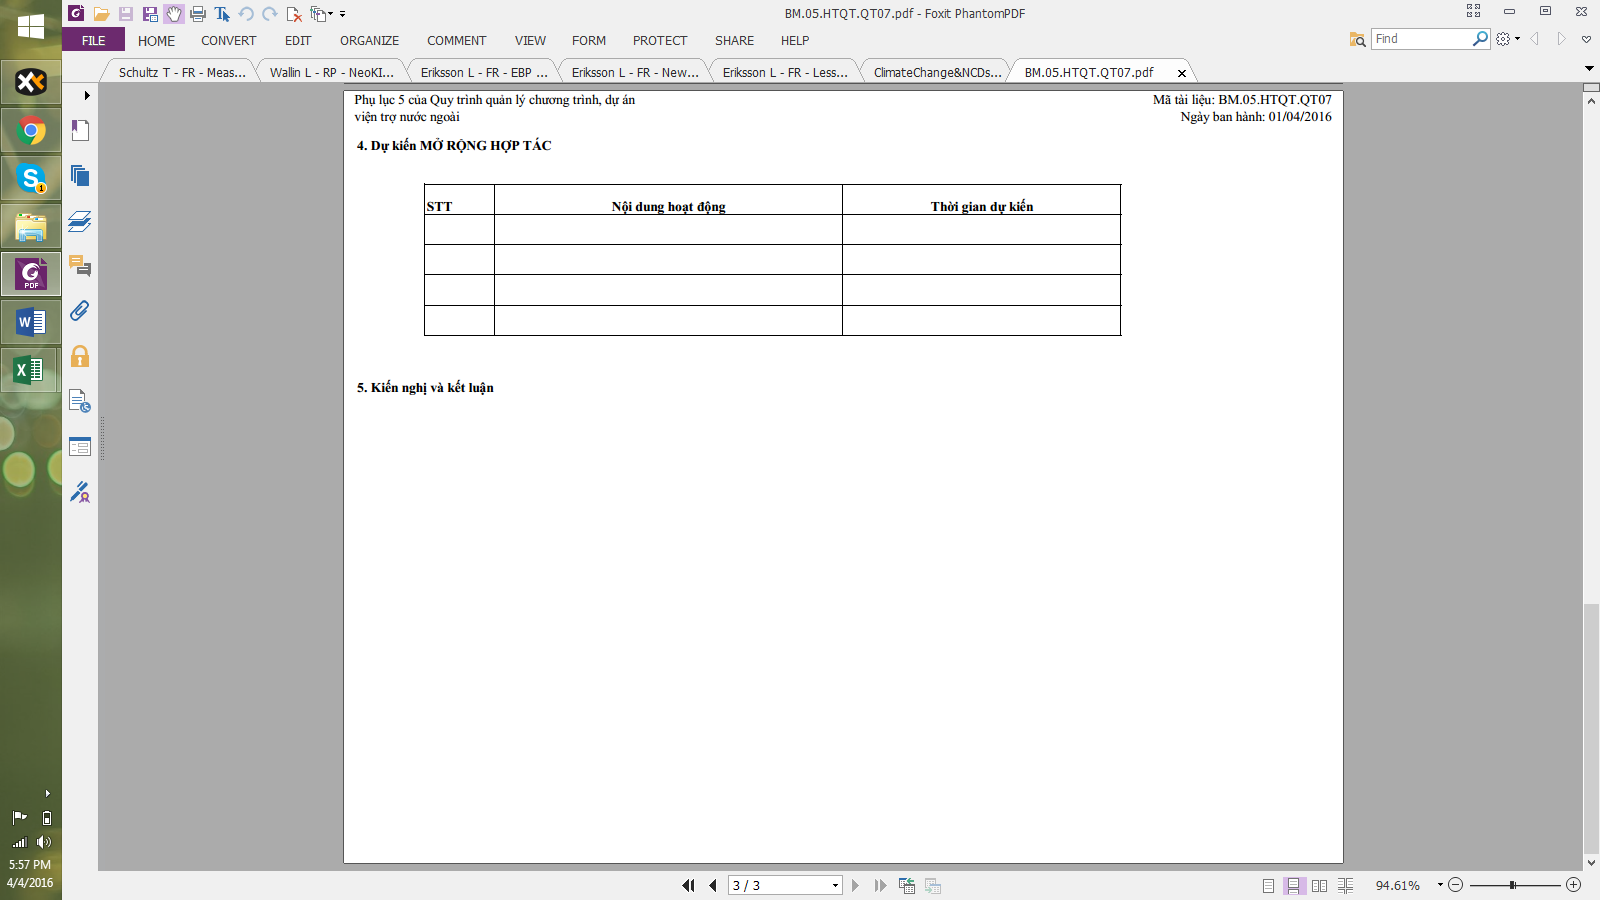 BM.05.HTQT.QT07.pdf - Foxit PhantomPDF
FILE HOME CONVERT EDIT ORGANIZE COMMENT VIEW FORM PROTECT SHARE HELP
Find
Schultz T - FR - Meas... Wallin L - RP - NeoKI... Eriksson L - FR - EBP ... Eriksson L - FR - New... Eriksson L - FR - Less... ClimateChange&NCDs... BM.05.HTQT.QT07.pdf
Phụ lục 5 của Quy trình quản lý chương trình, dự án
viện trợ nước ngoài
Mã tài liệu: BM.05.HTQT.QT07
Ngày ban hành: 01/04/2016
4. Dự kiến MỞ RỘNG HỢP TÁC
STT Nội dung hoạt động Thời gian dự kiến
5. Kiến nghị và kết luận
PDF
1
5:57 PM
4/4/2016
3 / 3
94.61%